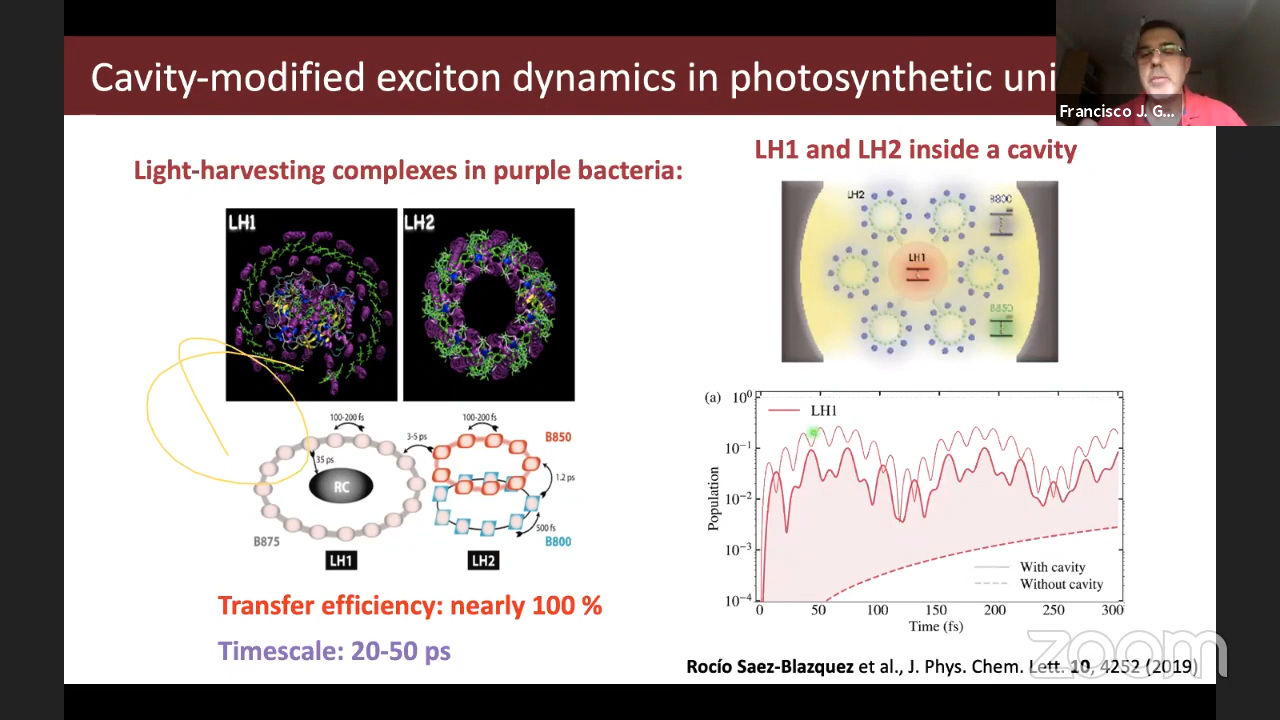 Cavity-modified exciton dynamics in photosynthetic uni
Francisco J. G...
Light-harvesting complexes in purple bacteria:
LH1 and LH2 inside a cavity
LH1
LH2
LH2
B800
LH1
B850
100-200 fs
100-200 fs
3-5 ps
B850
35 ps
RC
1.2 ps
500 fs
B875
B800
LH1
LH2
(a)
10⁰
10⁻¹
10⁻²
10⁻³
10⁻⁴
Population
LH1
With cavity
Without cavity
0 50 100 150 200 250 300
Time (fs)
Transfer efficiency: nearly 100 %
Timescale: 20-50 ps
Rocío Saez-Blazquez et al., J. Phys. Chem. Lett. 10, 4252 (2019)
zoom